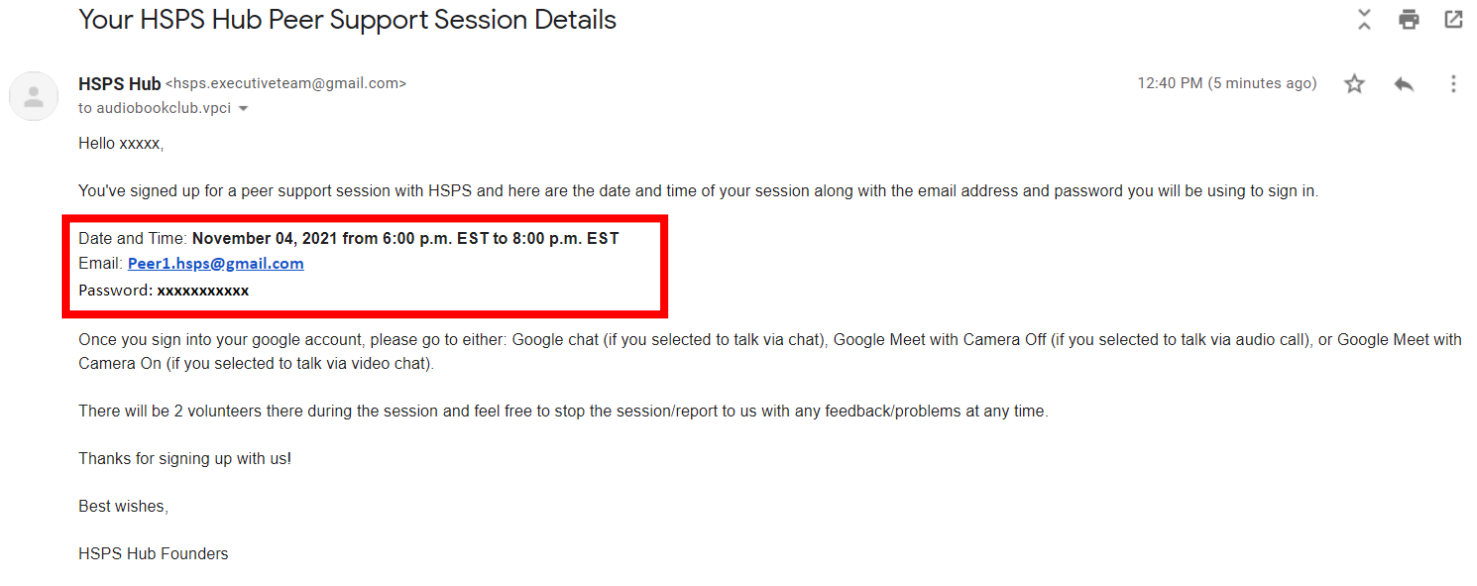 Your HSPS Hub Peer Support Session Details
HSPS Hub <hsps.executiveteam@gmail.com>
12:40 PM (5 minutes ago)
to audiobookclub.vpci
Hello xxxxx,
You've signed up for a peer support session with HSPS and here are the date and time of your session along with the email address and password you will be using to sign in.
Date and Time: November 04, 2021 from 6:00 p.m. EST to 8:00 p.m. EST
Email: Peer1.hsps@gmail.com
Password: xxxxxxxxxxx
Once you sign into your google account, please go to either: Google chat (if you selected to talk via chat), Google Meet with Camera Off (if you selected to talk via audio call), or Google Meet with
Camera On (if you selected to talk via video chat).
There will be 2 volunteers there during the session and feel free to stop the session/report to us with any feedback/problems at any time.
Thanks for signing up with us!
Best wishes,
HSPS Hub Founders